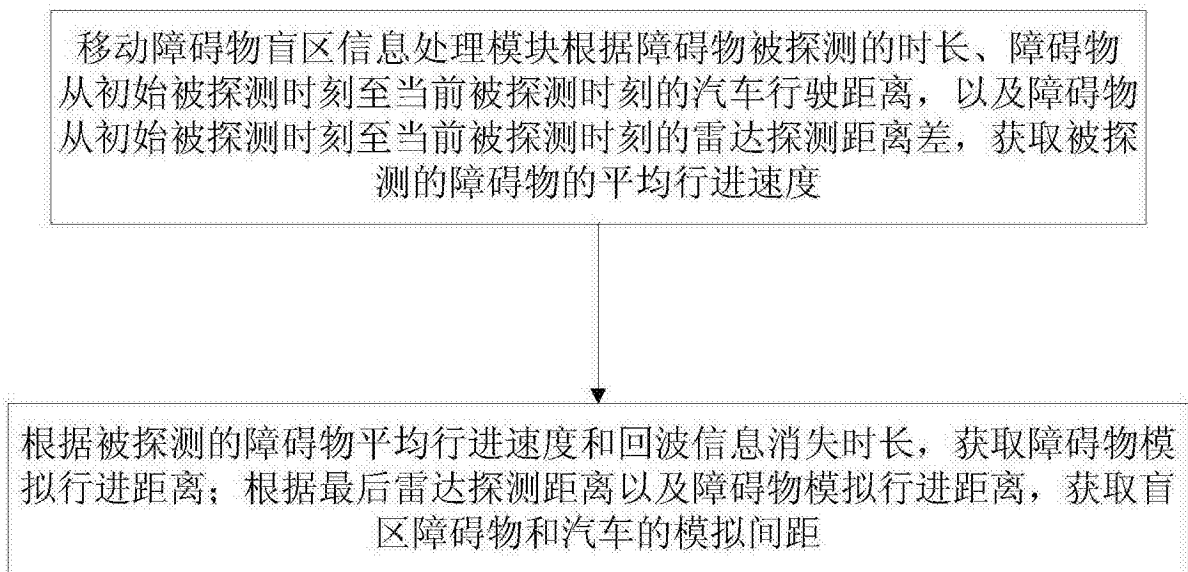 移动障碍物盲区信息处理模块根据障碍物被探测的时长、障碍物
从初始被探测时刻至当前被探测时刻的汽车行驶距离，以及障碍物
从初始被探测时刻至当前被探测时刻的雷达探测距离差，获取被探
测的障碍物的平均行进速度
根据被探测的障碍物平均行进速度和回波信息消失时长，获取障碍物模
拟行进距离；根据最后雷达探测距离以及障碍物模拟行进距离，获取盲
区障碍物和汽车的模拟间距